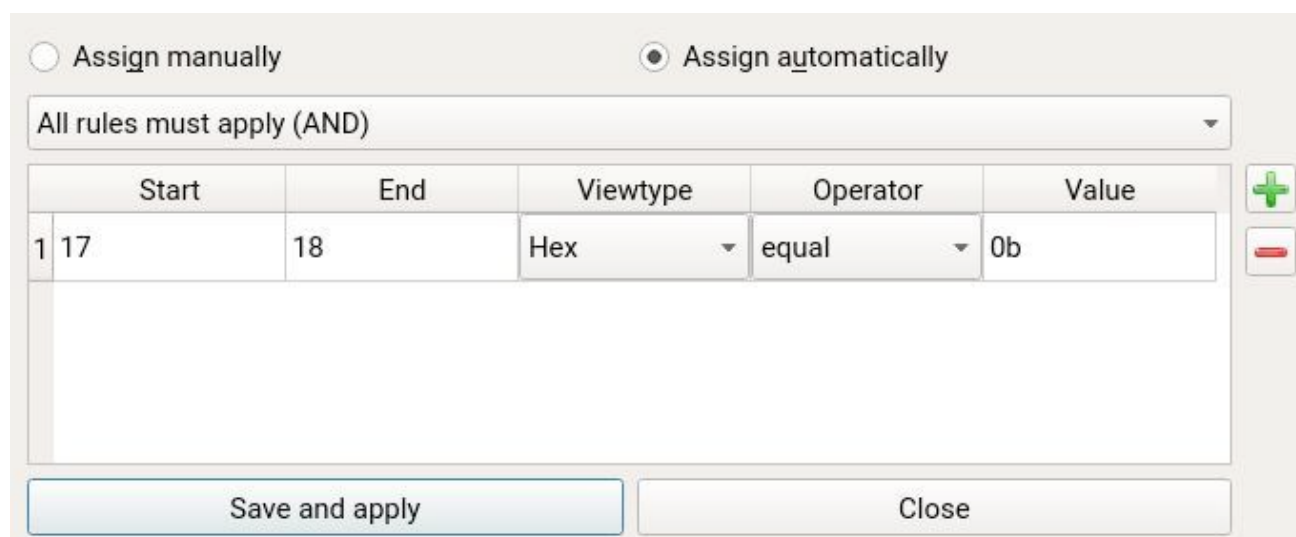 Assign manually Assign automatically
All rules must apply (AND)
Start End Viewtype Operator Value
1 17 18 Hex equal 0b
Save and apply Close